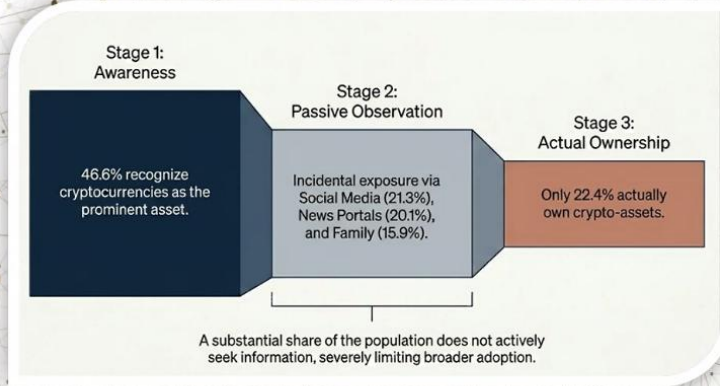 Stage 1:
Awareness
46.6% recognize
cryptocurrencies as the
prominent asset.
Stage 2:
Passive Observation
Incidental exposure via
Social Media (21.3%),
News Portals (20.1%),
and Family (15.9%).
Stage 3:
Actual Ownership
Only 22.4% actually
own crypto-assets.
A substantial share of the population does not actively
seek information, severely limiting broader adoption.